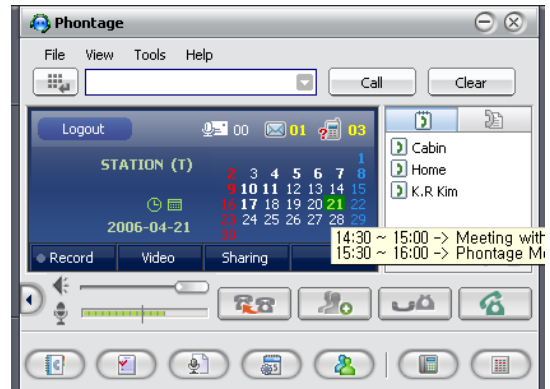 Phontage
File View Tools Help
Call Clear
Logout 00 01 03
STATION (T)
1
2 3 4 5 6 7 8
9 10 11 12 13 14 15
16 17 18 19 20 21 22
23 24 25 26 27 28 29
30
2006-04-21
Cabin
Home
K.R Kim
14:30 ~ 15:00 -> Meeting with
15:30 ~ 16:00 -> Phontage M
Record Video Sharing